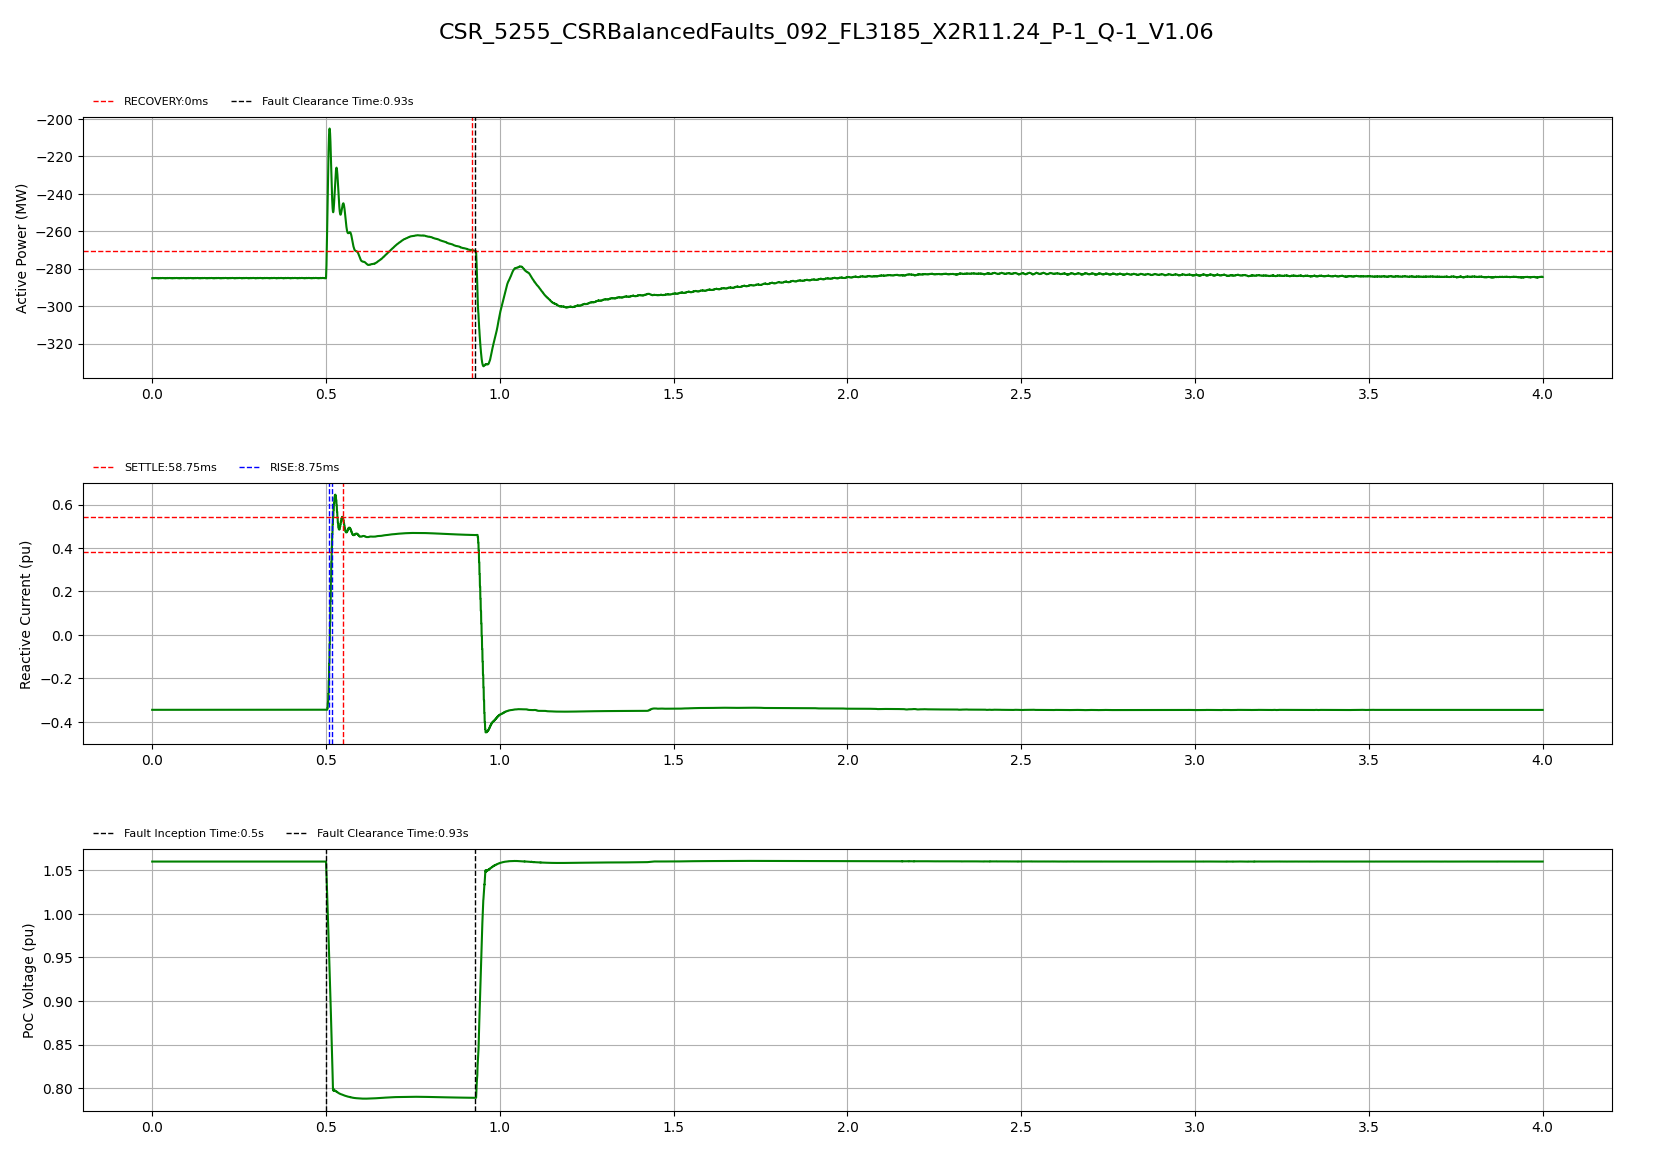 CSR_5255_CSRBalancedFaults_092_FL3185_X2R11.24_P-1_Q-1_V1.06
RECOVERY:0ms Fault Clearance Time:0.93s
Active Power (MW)
−200
−220
−240
−260
−280
−300
−320
0.0 0.5 1.0 1.5 2.0 2.5 3.0 3.5 4.0
SETTLE:58.75ms RISE:8.75ms
Reactive Current (pu)
0.6
0.4
0.2
0.0
−0.2
−0.4
0.0 0.5 1.0 1.5 2.0 2.5 3.0 3.5 4.0
Fault Inception Time:0.5s Fault Clearance Time:0.93s
PoC Voltage (pu)
1.05
1.00
0.95
0.90
0.85
0.80
0.0 0.5 1.0 1.5 2.0 2.5 3.0 3.5 4.0